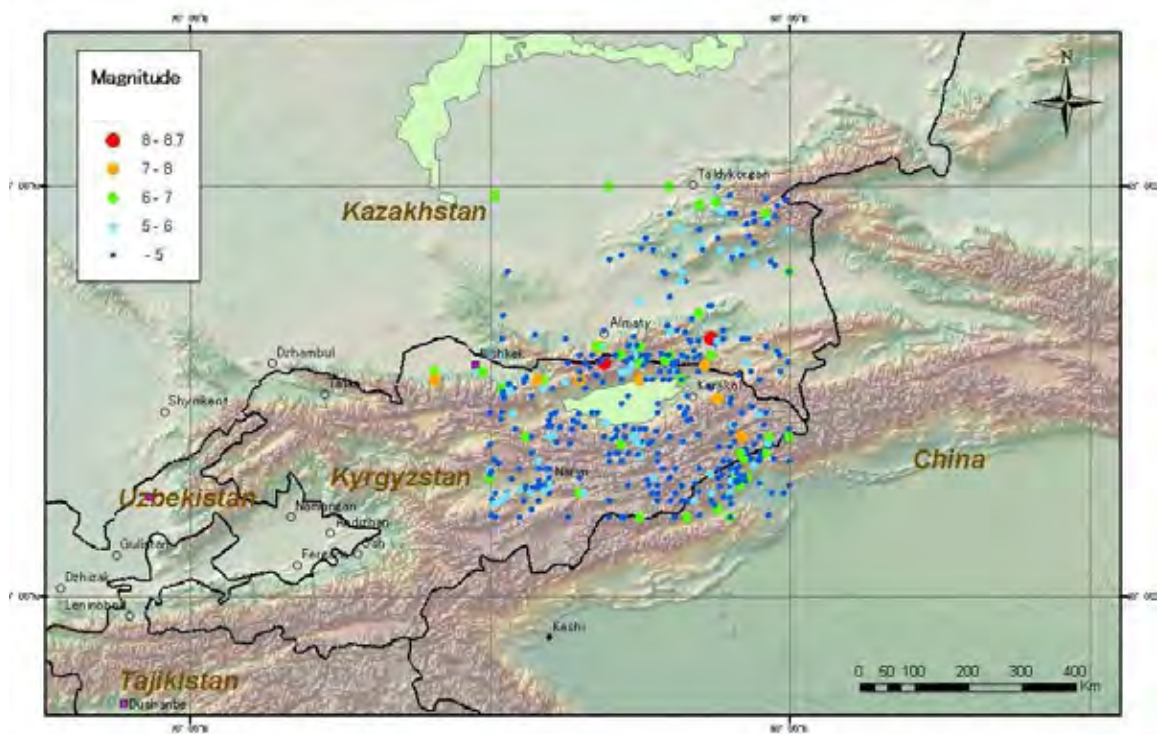 Magnitude
8 - 8.7
7 - 8
6 - 7
5 - 6
- 5
N
Taldykorgan
Kazakhstan
Almaty
Bishkek
Dzhambul
Talas
Karakol
Shymkent
Kyrgyzstan
Naryn
China
Uzbekistan
Namangan
Andizhan
Osh
Gulistan
Fergana
Dzhizak
Leninobod
Kashi
Tajikistan
Dushanbe
0 50 100 200 300 400
Km